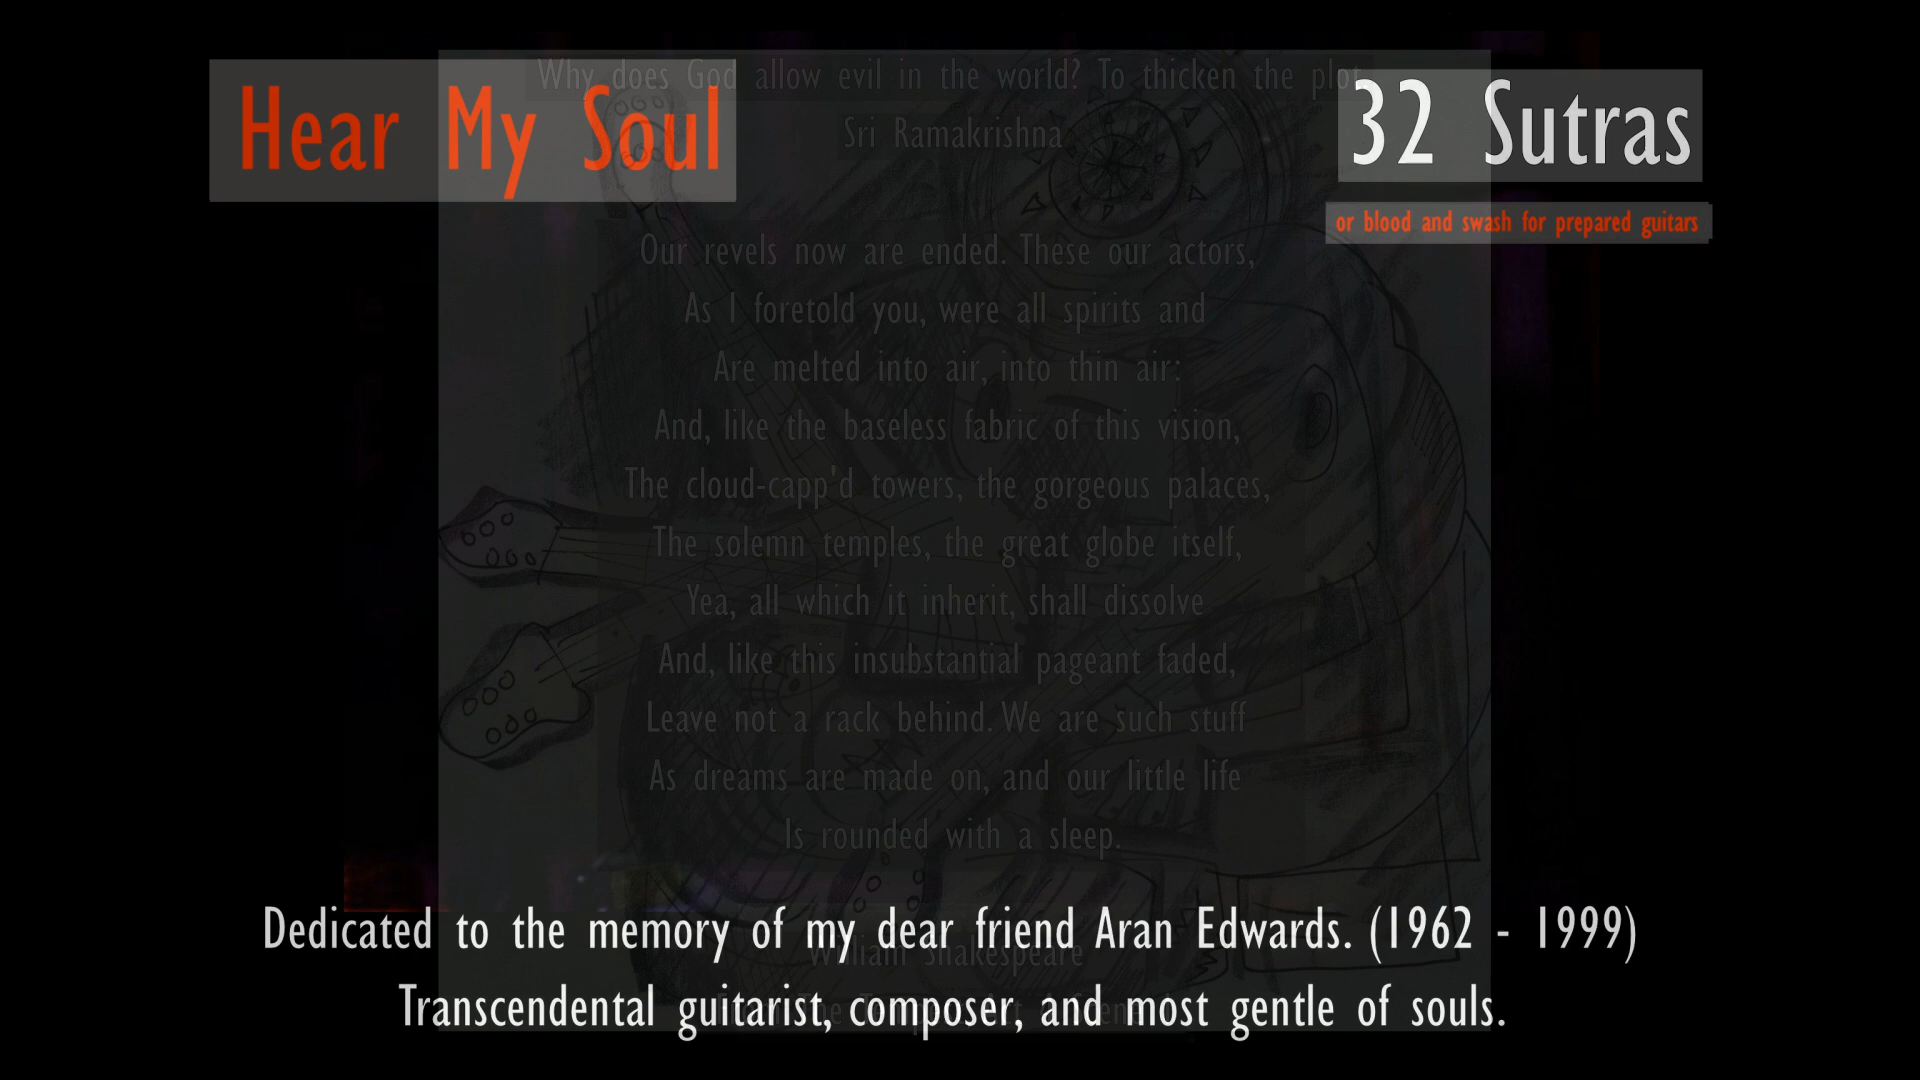 Why does God allow evil in the world? To thicken the plot
Hear My Soul
32 Sutras
Sri Ramakrishna
or blood and swash for prepared guitars
Our revels now are ended. These our actors,
As I foretold you, were all spirits and
Are melted into air, into thin air:
And, like the baseless fabric of this vision,
The cloud-capp'd towers, the gorgeous palaces,
The solemn temples, the great globe itself,
Yea, all which it inherit, shall dissolve
And, like this insubstantial pageant faded,
Leave not a rack behind. We are such stuff
As dreams are made on, and our little life
Is rounded with a sleep.
Dedicated to the memory of my dear friend Aran Edwards. (1962 - 1999)
William Shakespeare
Transcendental guitarist, composer, and most gentle of souls.